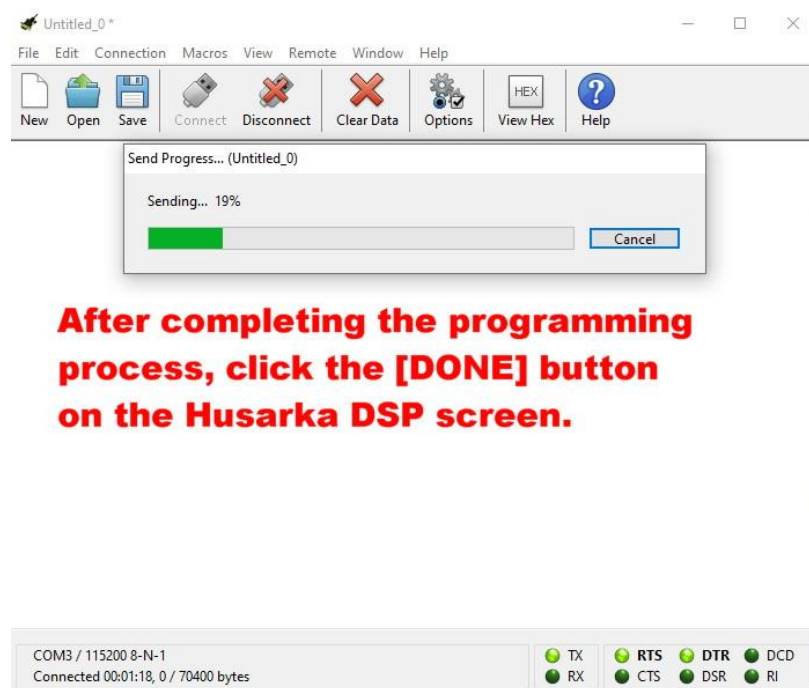 Untitled_0 *
File Edit Connection Macros View Remote Window Help
HEX
New Open Save Connect Disconnect Clear Data Options View Hex Help
Send Progress... (Untitled_0)
Sending... 19%
Cancel
After completing the programming
process, click the [DONE] button
on the Husarka DSP screen.
COM3 / 115200 8-N-1
Connected 00:01:18, 0 / 70400 bytes
TX RTS DTR DCD
RX CTS DSR RI